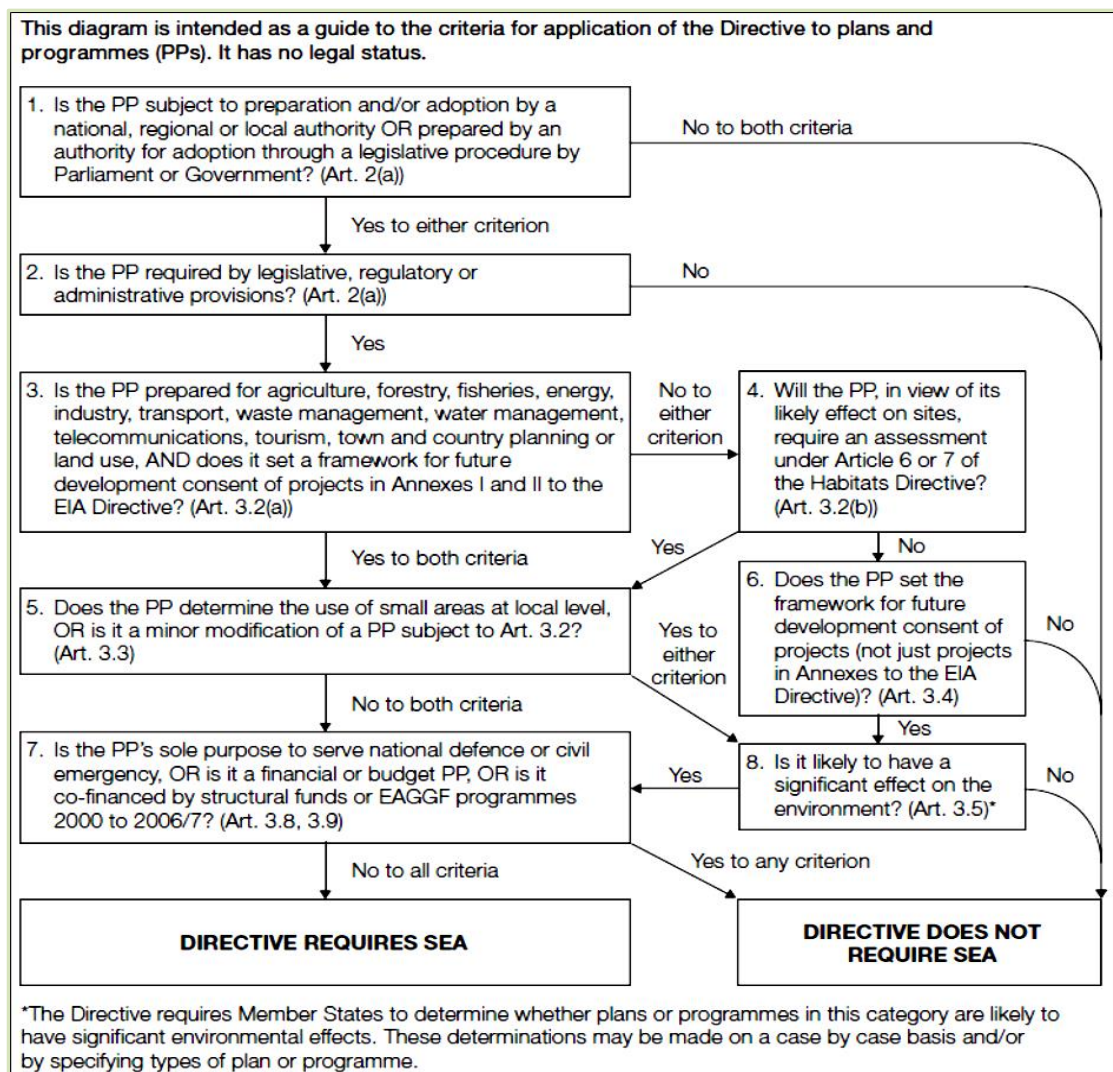 This diagram is intended as a guide to the criteria for application of the Directive to plans and
programmes (PPs). It has no legal status.
1. Is the PP subject to preparation and/or adoption by a
national, regional or local authority OR prepared by an
authority for adoption through a legislative procedure by
Parliament or Government? (Art. 2(a))
No to both criteria
Yes to either criterion
2. Is the PP required by legislative, regulatory or
administrative provisions? (Art. 2(a))
No
Yes
3. Is the PP prepared for agriculture, forestry, fisheries, energy,
industry, transport, waste management, water management,
telecommunications, tourism, town and country planning or
land use, AND does it set a framework for future
development consent of projects in Annexes I and II to the
EIA Directive? (Art. 3.2(a))
No to
either
criterion
4. Will the PP, in view of its
likely effect on sites,
require an assessment
under Article 6 or 7 of
the Habitats Directive?
(Art. 3.2(b))
Yes to both criteria
Yes
No
5. Does the PP determine the use of small areas at local level,
OR is it a minor modification of a PP subject to Art. 3.2?
(Art. 3.3)
Yes to
either
criterion
6. Does the PP set the
framework for future
development consent of
projects (not just projects
in Annexes to the EIA
Directive)? (Art. 3.4)
No
No to both criteria
Yes
7. Is the PP's sole purpose to serve national defence or civil
emergency, OR is it a financial or budget PP, OR is it
co-financed by structural funds or EAGGF programmes
2000 to 2006/7? (Art. 3.8, 3.9)
Yes
8. Is it likely to have a
significant effect on the
environment? (Art. 3.5)*
No
No to all criteria
Yes to any criterion
DIRECTIVE REQUIRES SEA
DIRECTIVE DOES NOT
REQUIRE SEA
*The Directive requires Member States to determine whether plans or programmes in this category are likely to
have significant environmental effects. These determinations may be made on a case by case basis and/or
by specifying types of plan or programme.